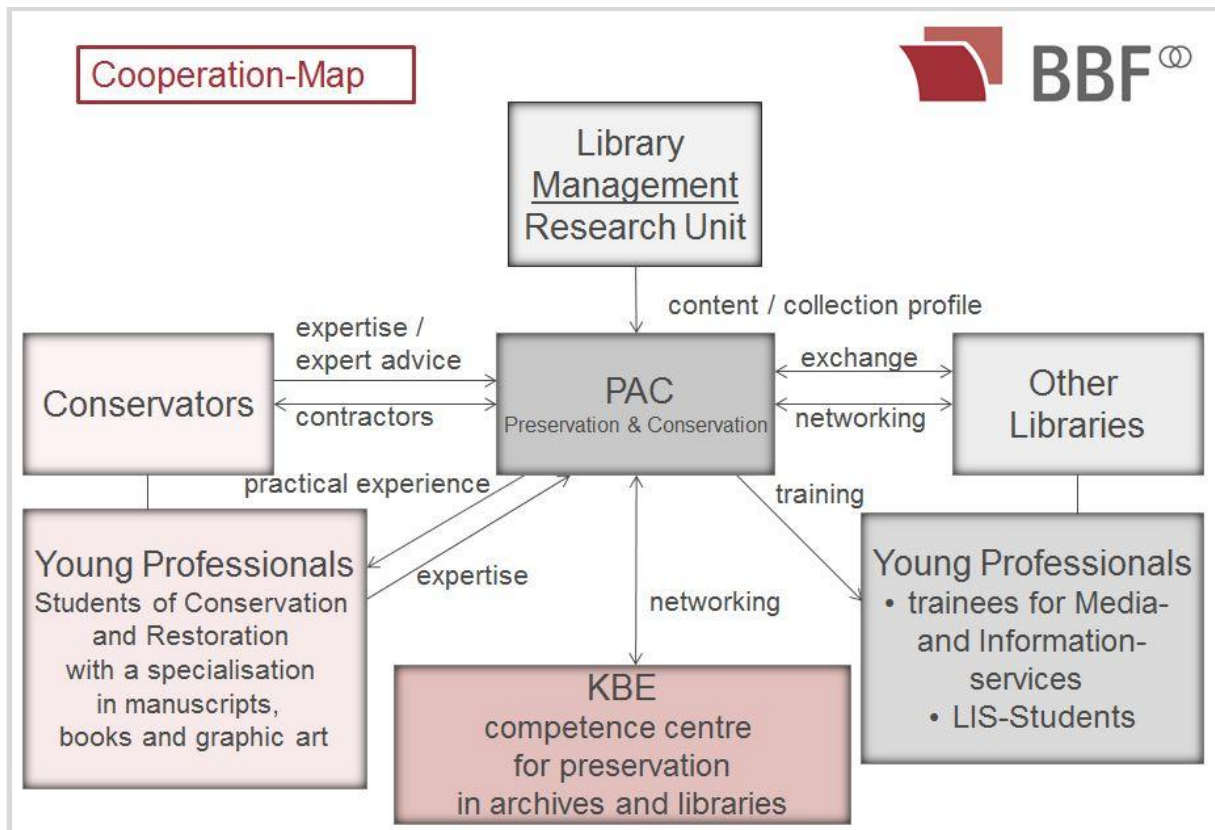 Cooperation-Map
BBF
Library
Management
Research Unit
content / collection profile
expertise /
expert advice
contractors
Conservators
PAC
Preservation & Conservation
exchange
networking
Other
Libraries
practical experience
expertise
networking
training
Young Professionals
Students of Conservation
and Restoration
with a specialisation
in manuscripts,
books and graphic art
KBE
competence centre
for preservation
in archives and libraries
Young Professionals
• trainees for Media-
and Information-
services
• LIS-Students